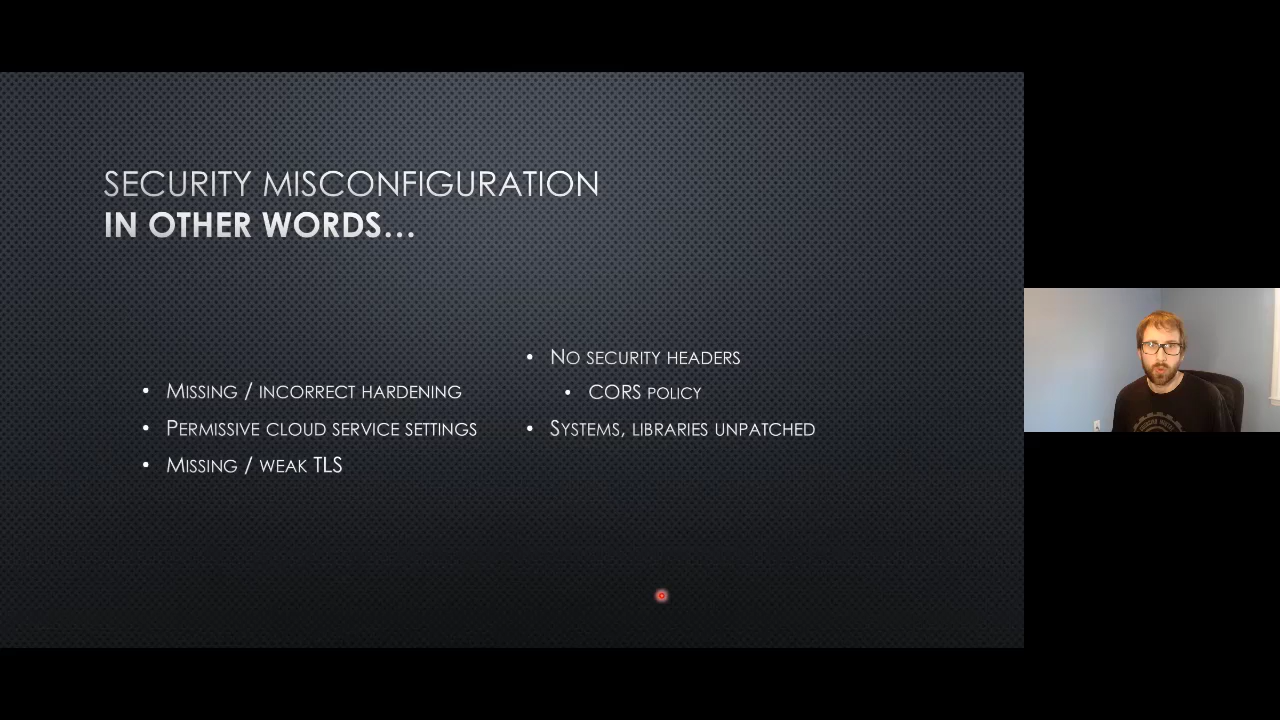 SECURITY MISCONFIGURATION
IN OTHER WORDS...
• MISSING / INCORRECT HARDENING
• PERMISSIVE CLOUD SERVICE SETTINGS
• MISSING / WEAK TLS
• NO SECURITY HEADERS
• CORS POLICY
• SYSTEMS, LIBRARIES UNPATCHED